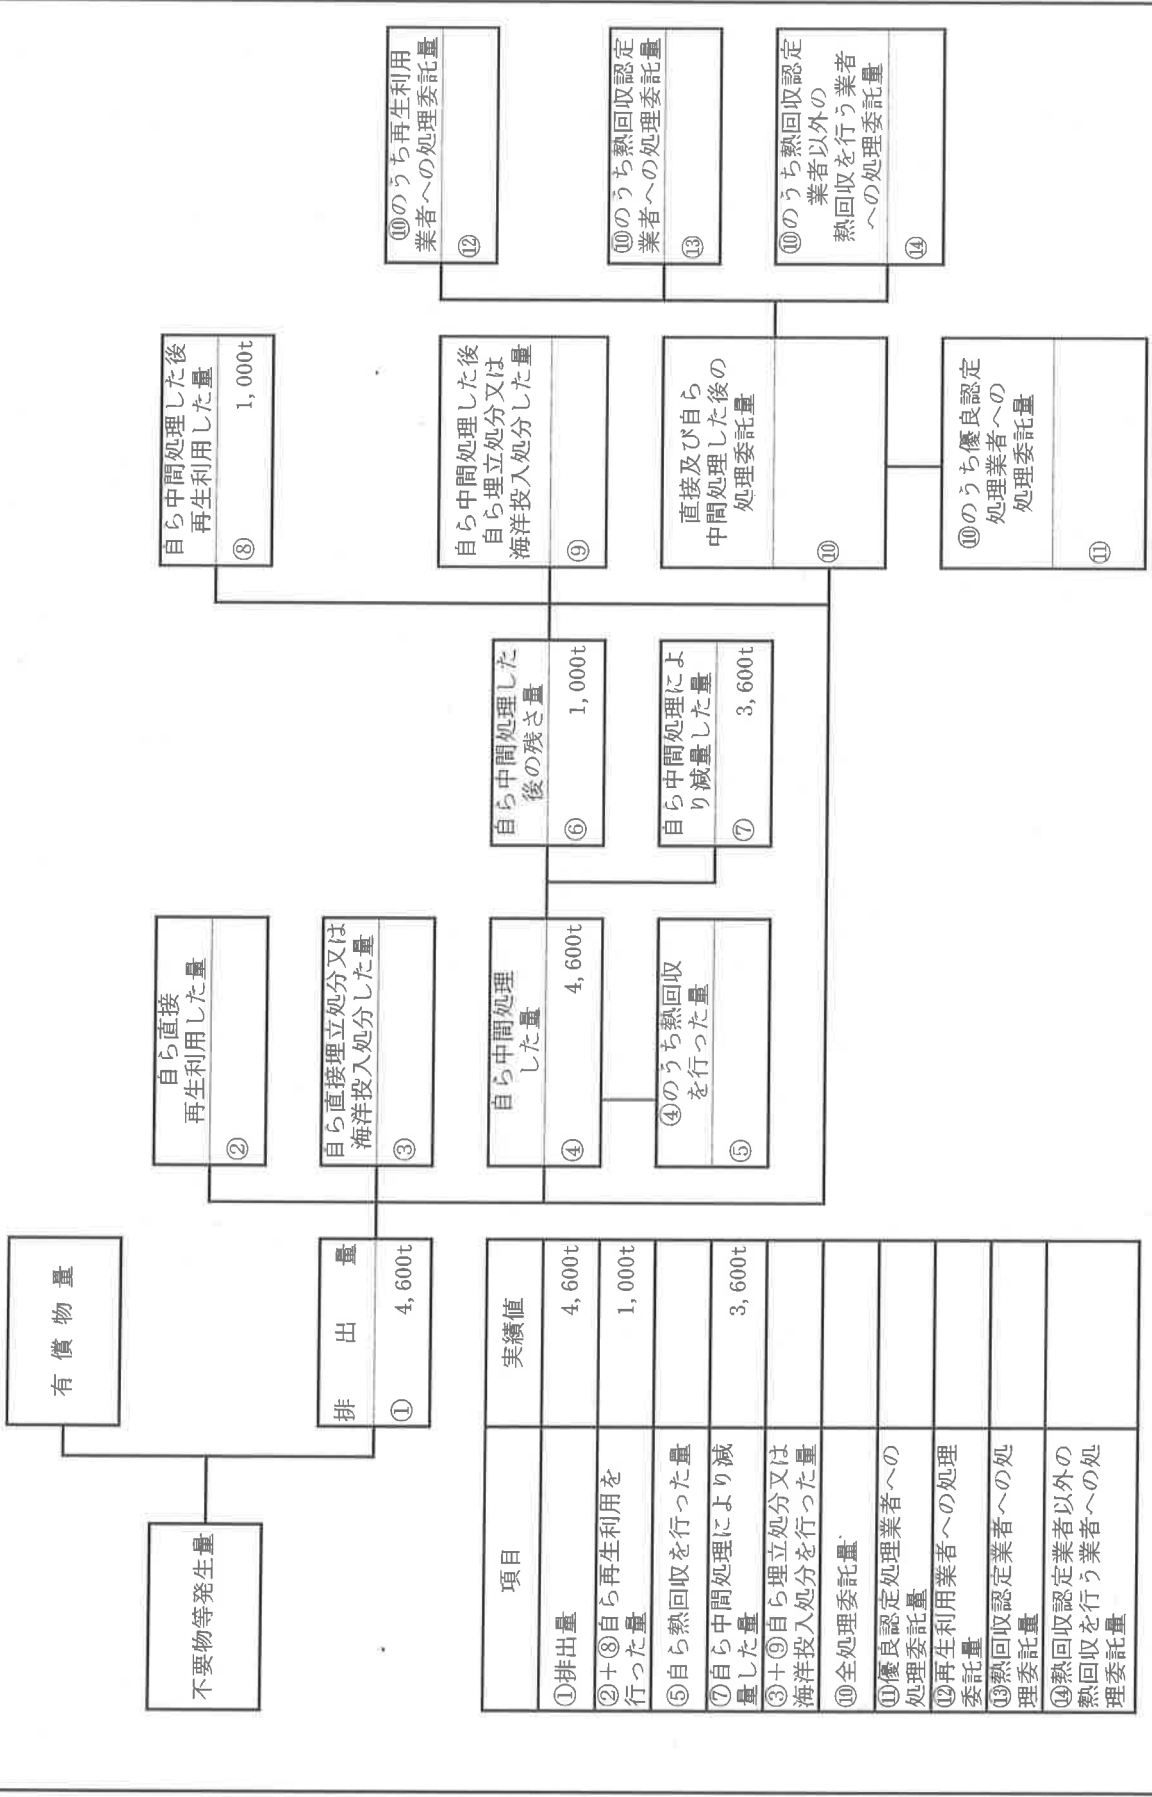 不要物等発生量
有償物量
排出量
① 4,600t
自ら直接
再生利用した量
②
自ら直接埋立処分又は
海洋投入処分した量
③
自ら中間処理
した量
④ 4,600t
④のうち熱回収
を行った量
⑤
自ら中間処理した
後の残さ量
⑥ 1,000t
自ら中間処理によ
り減量した量
⑦ 3,600t
自ら中間処理した後
再生利用した量
⑧ 1,000t
自ら中間処理した後
自ら埋立処分又は
海洋投入処分した量
⑨
直接及び自ら
中間処理した後の
処理委託量
⑩
⑩のうち優良認定
処理業者への
処理委託量
⑪
⑩のうち再生利用
業者への処理委託量
⑫
⑩のうち熱回収認定
業者への処理委託量
⑬
⑩のうち熱回収認定
業者以外の
熱回収を行う業者
への処理委託量
⑭
項目 実績値
①排出量 4,600t
②+⑧自ら再生利用を
行った量 1,000t
⑤自ら熱回収を行った量
⑦自ら中間処理により減
量した量 3,600t
③+⑨自ら埋立処分又は
海洋投入処分を行った量
⑩全処理委託量
⑪優良認定処理業者への
処理委託量
⑫再生利用業者への処理
委託量
⑬熱回収認定業者への処
理委託量
⑭熱回収認定業者以外の
熱回収を行う業者への処
理委託量